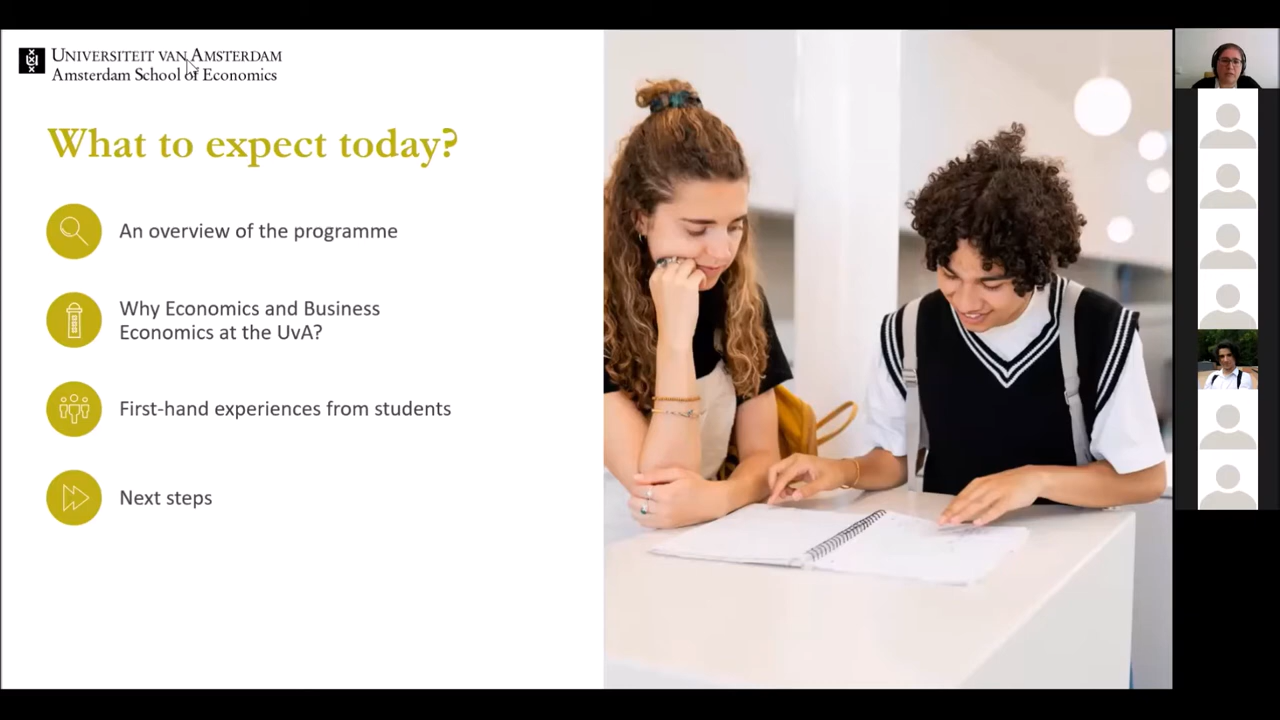 UNIVERSITEIT VAN AMSTERDAM
Amsterdam School of Economics
What to expect today?
An overview of the programme
Why Economics and Business
Economics at the UvA?
First-hand experiences from students
Next steps